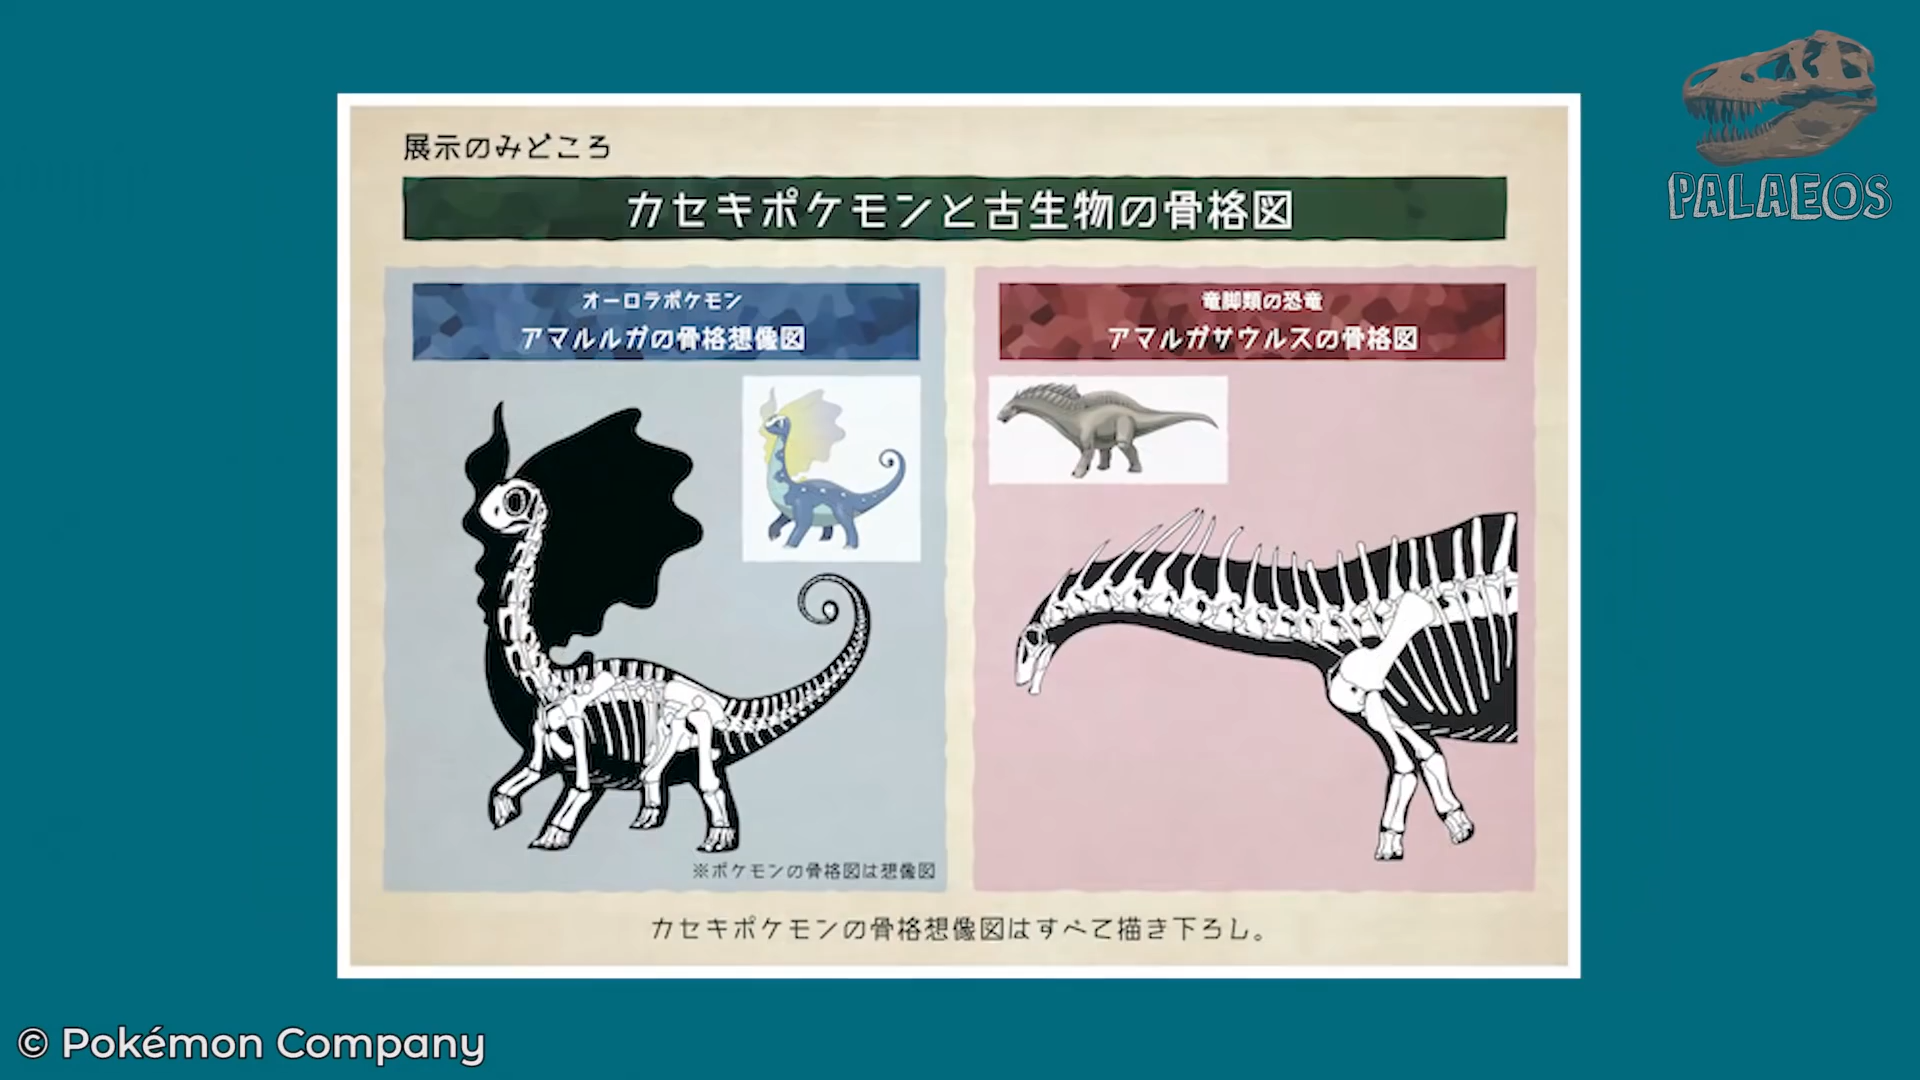 PALAEOS
展示のみどころ
カセキポケモンと古生物の骨格図
オーロラポケモン
アマルルガの骨格想像図
※ポケモンの骨格図は想像図
竜脚類の恐竜
アマルガサウルスの骨格図
カセキポケモンの骨格想像図はすべて描き下ろし。
© Pokémon Company